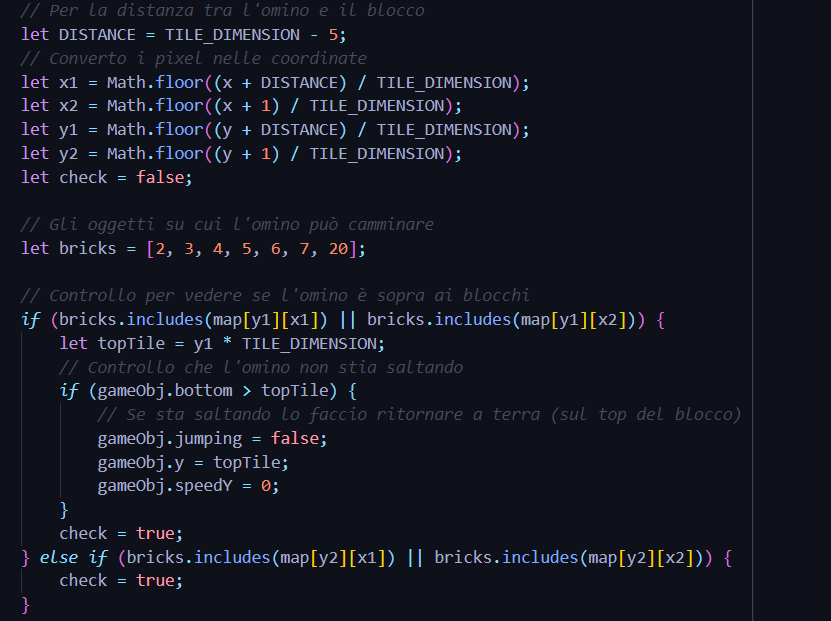 // Per la distanza tra l'omino e il blocco
let DISTANCE = TILE_DIMENSION - 5;
// Converto i pixel nelle coordinate
let x1 = Math.floor((x + DISTANCE) / TILE_DIMENSION);
let x2 = Math.floor((x + 1) / TILE_DIMENSION);
let y1 = Math.floor((y + DISTANCE) / TILE_DIMENSION);
let y2 = Math.floor((y + 1) / TILE_DIMENSION);
let check = false;

// Gli oggetti su cui l'omino può camminare
let bricks = [2, 3, 4, 5, 6, 7, 20];

// Controllo per vedere se l'omino è sopra ai blocchi
if (bricks.includes(map[y1][x1]) || bricks.includes(map[y1][x2])) {
    let topTile = y1 * TILE_DIMENSION;
    // Controllo che l'omino non stia saltando
    if (gameObj.bottom > topTile) {
        // Se sta saltando lo faccio ritornare a terra (sul top del blocco)
        gameObj.jumping = false;
        gameObj.y = topTile;
        gameObj.speedY = 0;
    }
    check = true;
} else if (bricks.includes(map[y2][x1]) || bricks.includes(map[y2][x2])) {
    check = true;
}